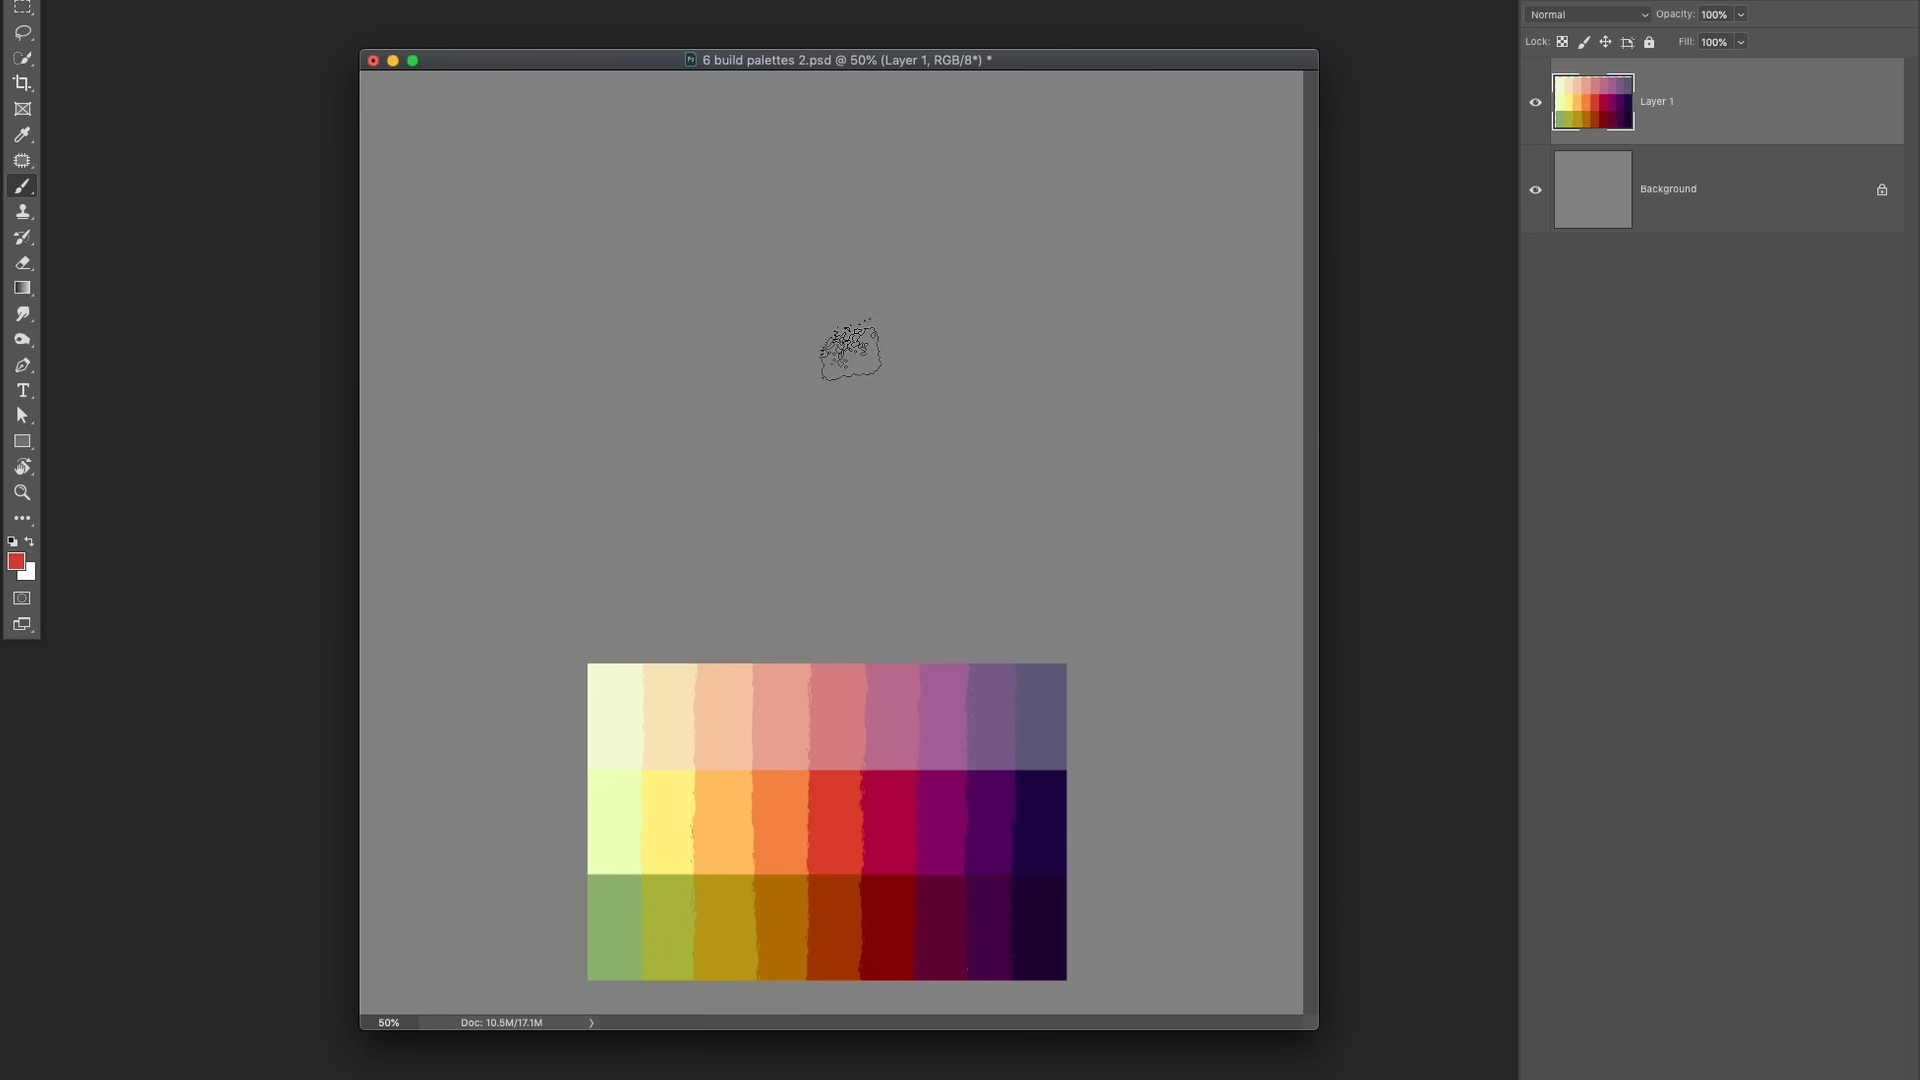 Normal Opacity: 100%
Lock: Fill: 100%
Ps 6 build palettes 2.psd @ 50% (Layer 1, RGB/8*) *
Layer 1
Background
T
50% Doc: 10.5M/17.1M